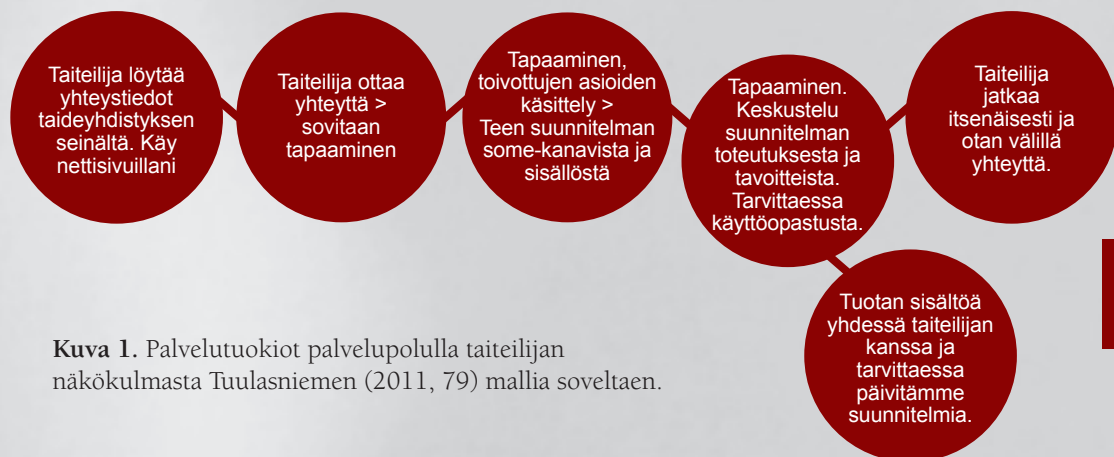 Taiteilija löytää
yhteystiedot
taideyhdistyksen
seinältä. Käy
nettisivuillani
Taiteilija ottaa
yhteyttä >
sovitaan
tapaaminen
Tapaaminen,
toivottujen asioiden
käsittely >
Teen suunnitelman
some-kanavista ja
sisällöstä
Tapaaminen.
Keskustelu
suunnitelman
toteutuksesta ja
tavoitteista.
Tarvittaessa
käyttöopastusta.
Taiteilija
jatkaa
itsenäisesti ja
otan välillä
yhteyttä.
Tuotan sisältöä
yhdessä taiteilijan
kanssa ja
tarvittaessa
päivitämme
suunnitelmia.
Kuva 1. Palvelutuokiot palvelupolulla taiteilijan
näkökulmasta Tuulasniemen (2011, 79) mallia soveltaen.